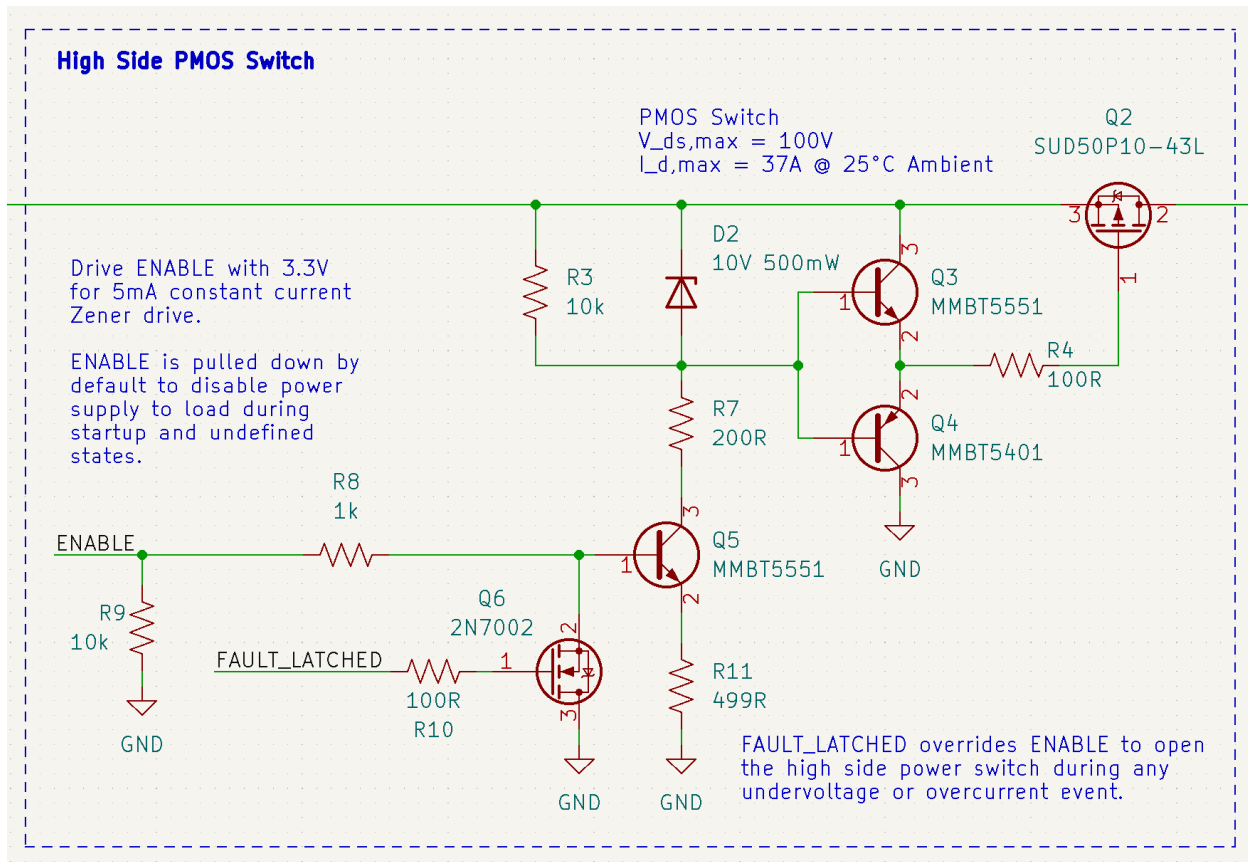 High Side PMOS Switch
PMOS Switch
V_ds,max = 100V
I_d,max = 37A @ 25°C Ambient
Q2
SUD50P10-43L
3
2
1
Drive ENABLE with 3.3V
for 5mA constant current
Zener drive.
ENABLE is pulled down by
default to disable power
supply to load during
startup and undefined
states.
R3
10k
D2
10V 500mW
3
Q3
1
MMBT5551
2
R4
100R
R7
200R
2
Q4
1
MMBT5401
3
GND
R8
1k
ENABLE
3
Q5
1
MMBT5551
2
R9
10k
GND
Q6
2N7002
2
FAULT_LATCHED
1
100R
R10
3
GND
R11
499R
GND
FAULT_LATCHED overrides ENABLE to open
the high side power switch during any
undervoltage or overcurrent event.